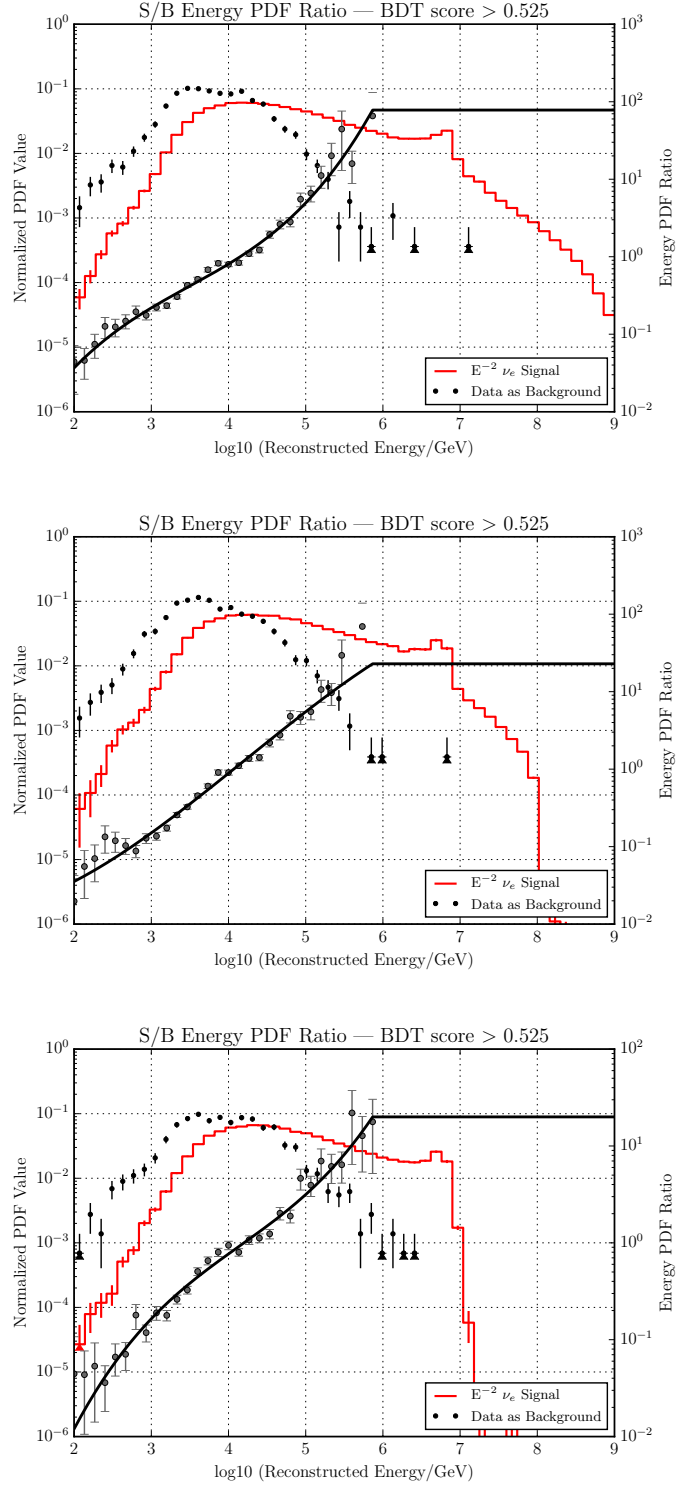 S/B Energy PDF Ratio — BDT score > 0.525
10^0
10^-1
10^-2
10^-3
10^-4
10^-5
10^-6
Normalized PDF Value
10^3
10^2
10^1
10^0
10^-1
10^-2
Energy PDF Ratio
E^-2 ν_e Signal
Data as Background
2 3 4 5 6 7 8 9
log10 (Reconstructed Energy/GeV)
S/B Energy PDF Ratio — BDT score > 0.525
10^0
10^-1
10^-2
10^-3
10^-4
10^-5
10^-6
Normalized PDF Value
10^3
10^2
10^1
10^0
10^-1
10^-2
Energy PDF Ratio
E^-2 ν_e Signal
Data as Background
2 3 4 5 6 7 8 9
log10 (Reconstructed Energy/GeV)
S/B Energy PDF Ratio — BDT score > 0.525
10^0
10^-1
10^-2
10^-3
10^-4
10^-5
10^-6
Normalized PDF Value
10^2
10^1
10^0
10^-1
10^-2
Energy PDF Ratio
E^-2 ν_e Signal
Data as Background
2 3 4 5 6 7 8 9
log10 (Reconstructed Energy/GeV)